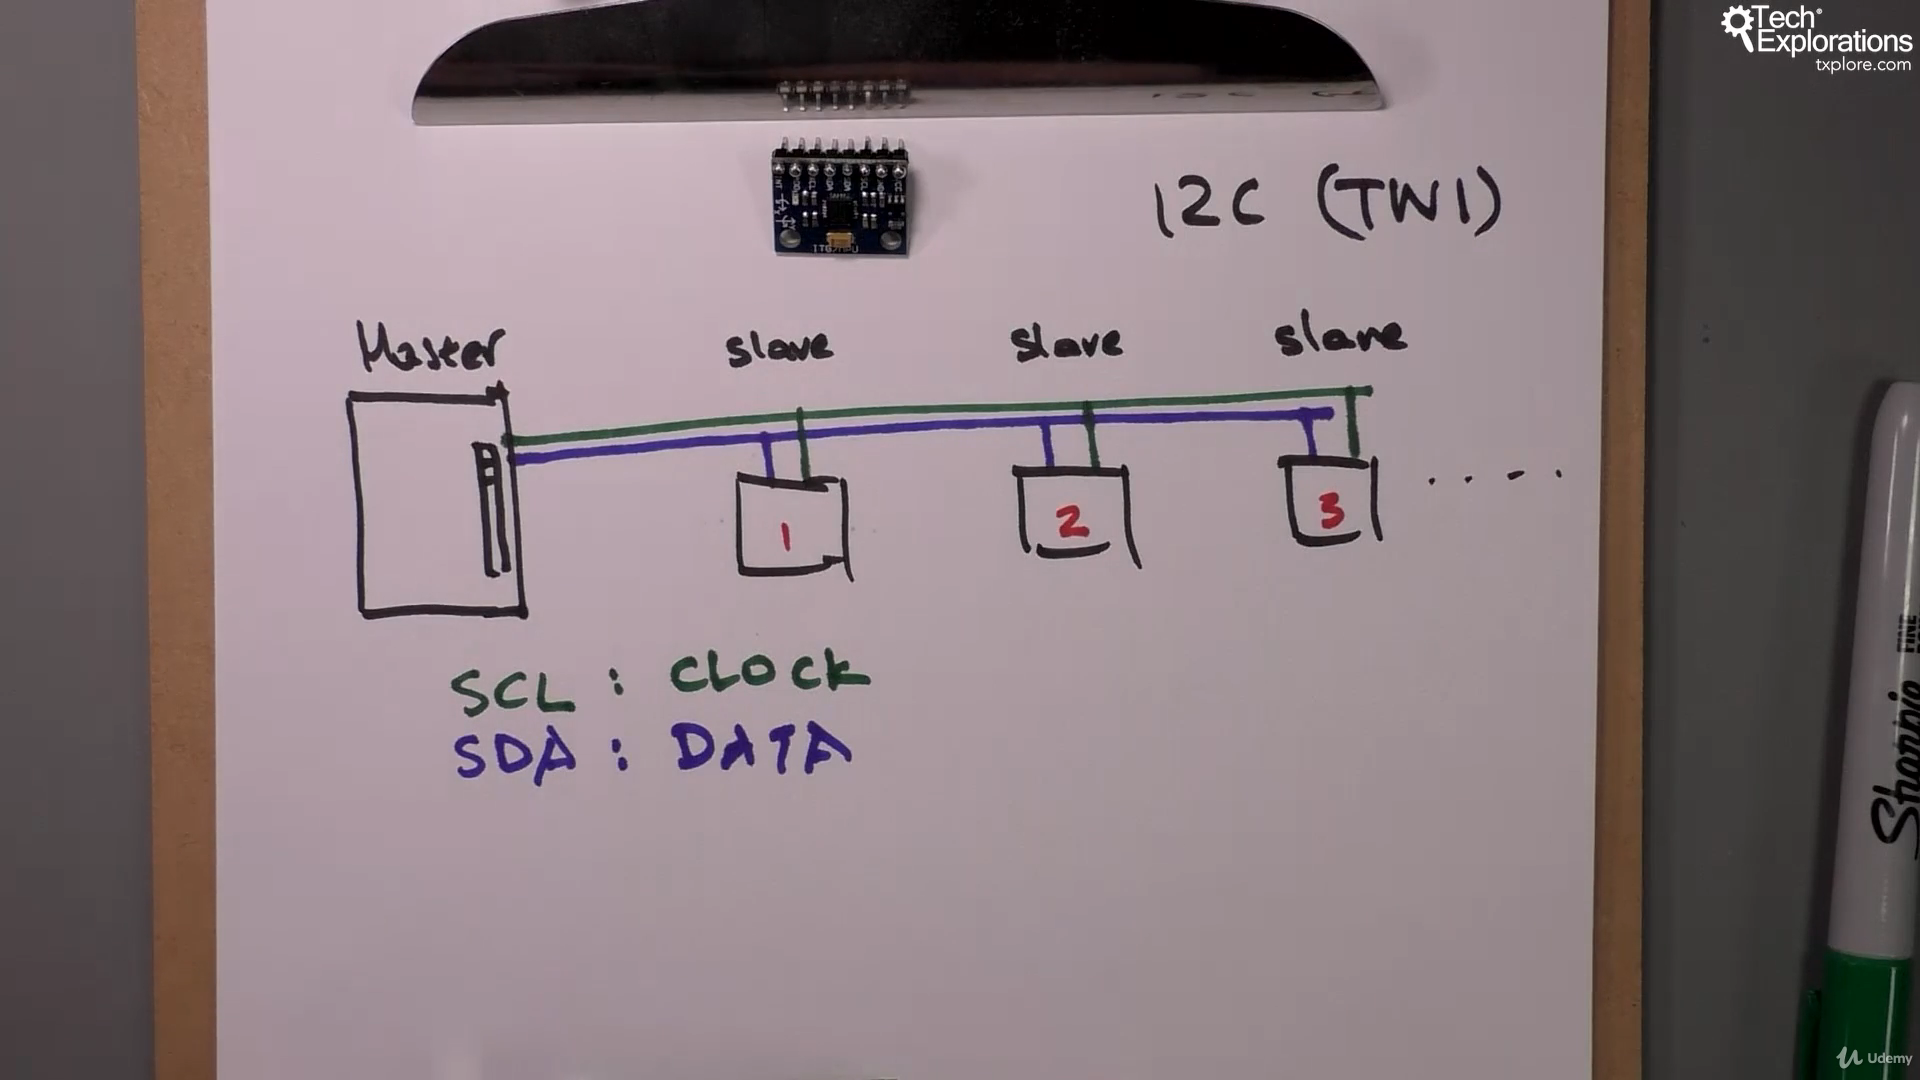 Tech
Explorations
txplore.com
I2C (TWI)
Master
slave
slave
slave
1
2
3
SCL : CLOCK
SDA : DATA
FINE
Sharpie
Udemy